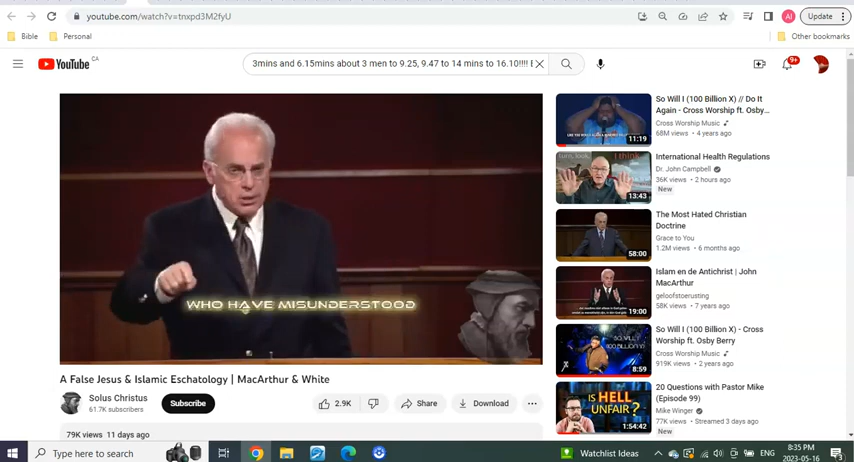 youtube.com/watch?v=tnxpd3M2fyU
Update
Bible
Personal
Other bookmarks
YouTube CA
3mins and 6.15mins about 3 men to 9.25, 9.47 to 14 mins to 16.10!!!!
9+
WHO HAVE MISUNDERSTOOD
A False Jesus & Islamic Eschatology | MacArthur & White
Solus Christus
61.7K subscribers
Subscribe
2.9K
Share
Download
79K views 11 days ago
11:19
So Will I (100 Billion X) // Do It
Again - Cross Worship ft. Osby...
Cross Worship Music
68M views • 4 years ago
13:43
International Health Regulations
Dr. John Campbell
36K views • 2 hours ago
New
58:00
The Most Hated Christian
Doctrine
Grace to You
1.2M views • 6 months ago
19:00
Islam en de Antichrist | John
MacArthur
geloofstoerusting
58K views • 7 years ago
8:59
So Will I (100 Billion X) - Cross
Worship ft. Osby Berry
Cross Worship Music
919K views • 2 years ago
IS
HELL
UNFAIR?
1:54:42
20 Questions with Pastor Mike
(Episode 99)
Mike Winger
77K views • Streamed 3 days ago
New
Type here to search
Watchlist Ideas
ENG
8:35 PM
2023-05-16